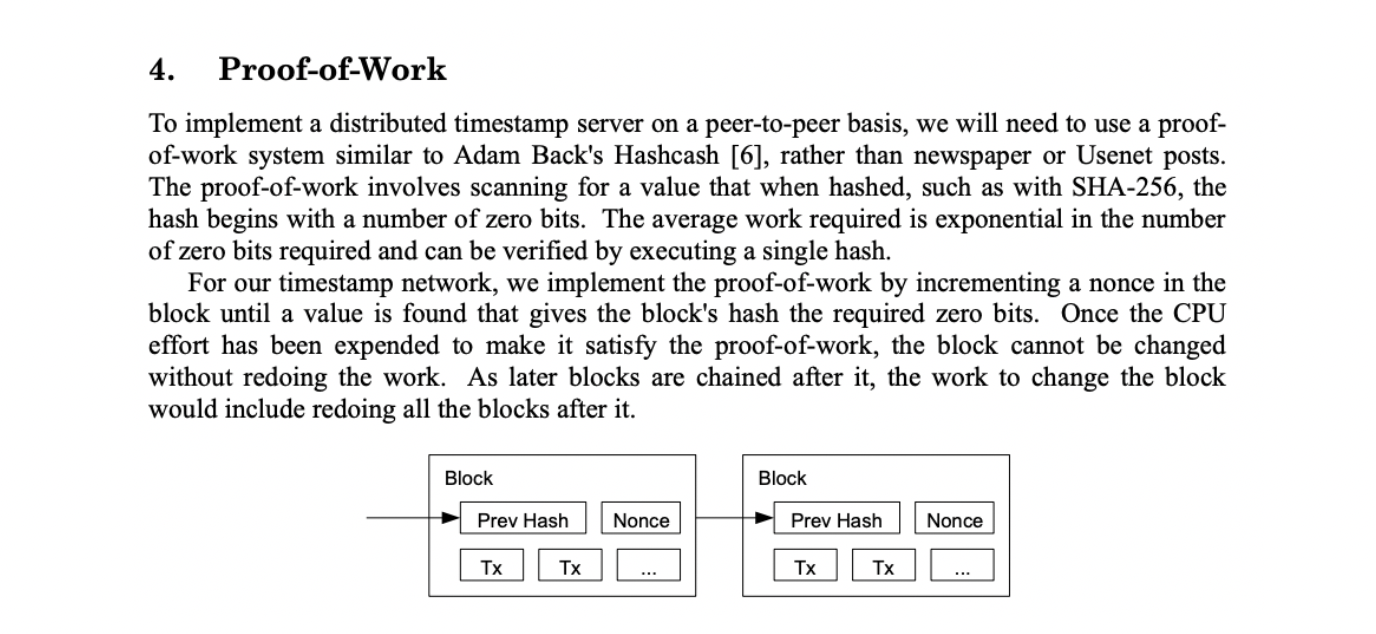 4. Proof-of-Work
To implement a distributed timestamp server on a peer-to-peer basis, we will need to use a proof-
of-work system similar to Adam Back's Hashcash [6], rather than newspaper or Usenet posts.
The proof-of-work involves scanning for a value that when hashed, such as with SHA-256, the
hash begins with a number of zero bits. The average work required is exponential in the number
of zero bits required and can be verified by executing a single hash.
For our timestamp network, we implement the proof-of-work by incrementing a nonce in the
block until a value is found that gives the block's hash the required zero bits. Once the CPU
effort has been expended to make it satisfy the proof-of-work, the block cannot be changed
without redoing the work. As later blocks are chained after it, the work to change the block
would include redoing all the blocks after it.
Block
Prev Hash Nonce
Tx Tx ...
Block
Prev Hash Nonce
Tx Tx ...